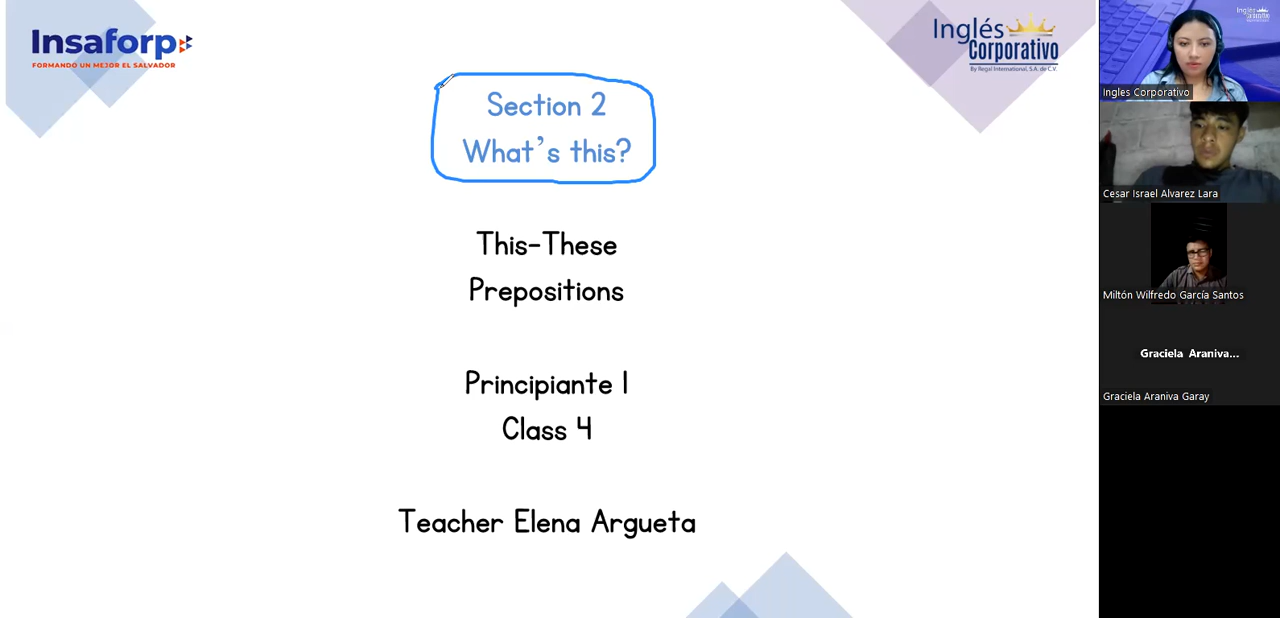 Insaforp
FORMANDO UN MEJOR EL SALVADOR
Inglés
Corporativo
By Regal International, S.A. de C.V.
Section 2
What's this?
This-These
Prepositions
Principiante 1
Class 4
Teacher Elena Argueta
Inglés
Corporativo
Ingles Corporativo
Cesar Israel Alvarez Lara
Miltón Wilfredo García Santos
Graciela Araniva...
Graciela Araniva Garay